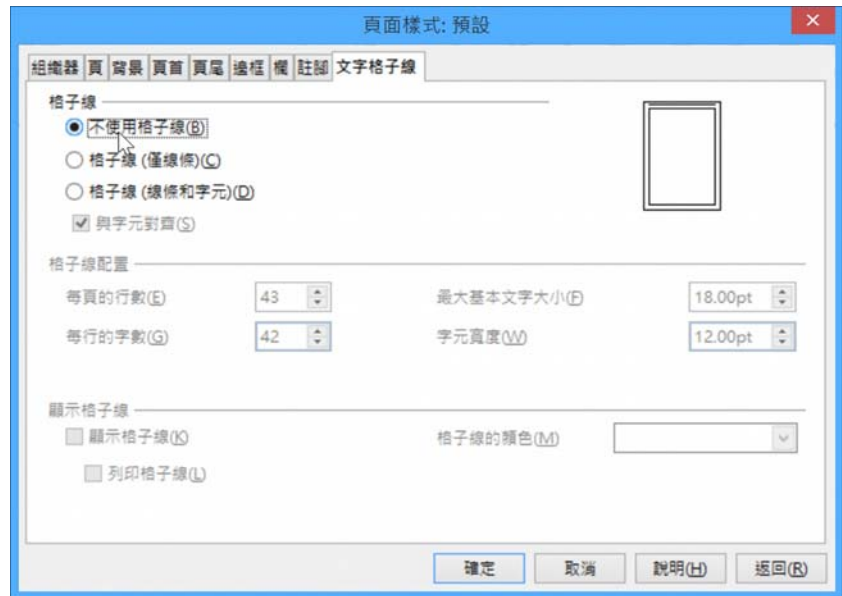 頁面樣式: 預設
組織器 頁 背景 頁首 頁尾 邊框 欄 註腳 文字格子線
格子線
不使用格子線(B)
格子線 (僅線條)(C)
格子線 (線條和字元)(D)
與字元對齊(S)
格子線配置
每頁的行數(E) 43 最大基本文字大小(F) 18.00pt
每行的字數(G) 42 字元寬度(W) 12.00pt
顯示格子線
顯示格子線(K) 格子線的顏色(M)
列印格子線(L)
確定 取消 說明(H) 返回(R)